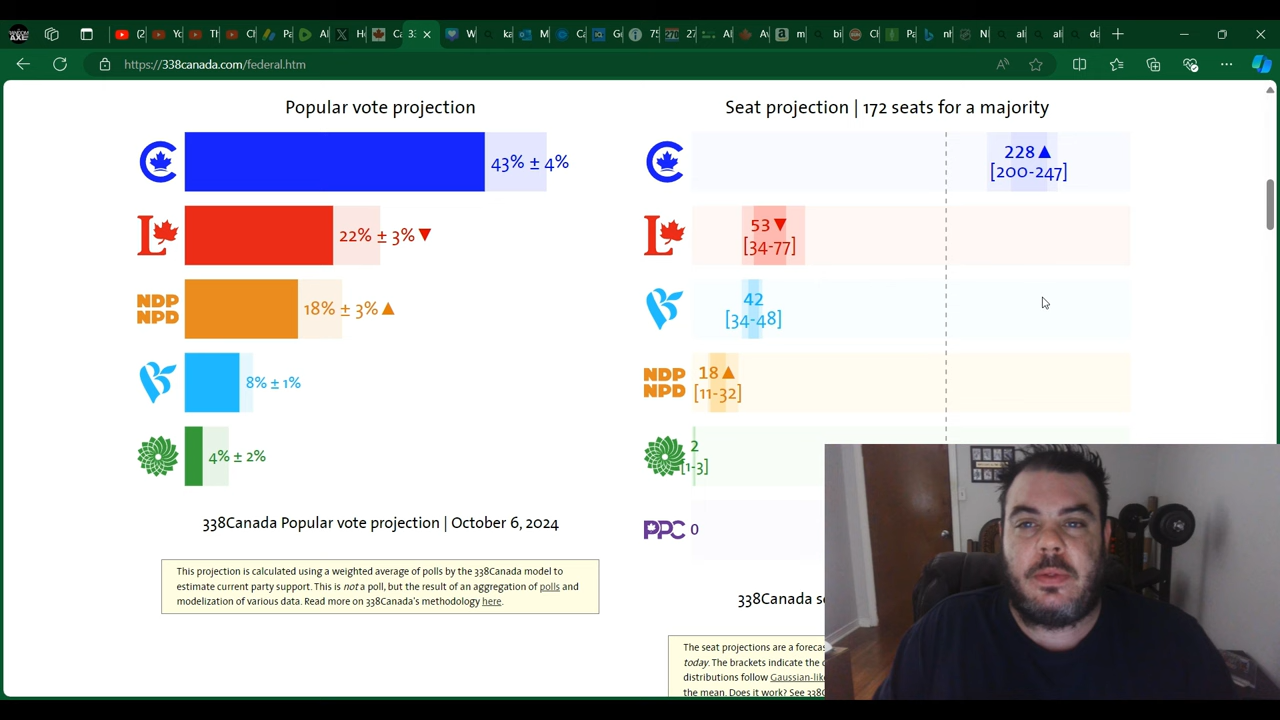 https://338canada.com/federal.htm
Popular vote projection
43% ± 4%
L
22% ± 3% ▼
NDP
NPD
18% ± 3% ▲
8% ± 1%
4% ± 2%
338Canada Popular vote projection | October 6, 2024
This projection is calculated using a weighted average of polls by the 338Canada model to
estimate current party support. This is not a poll, but the result of an aggregation of polls and
modelization of various data. Read more on 338Canada's methodology here.
Seat projection | 172 seats for a majority
228 ▲
[200-247]
L
53 ▼
[34-77]
42
[34-48]
NDP
NPD
18 ▲
[11-32]
2
[1-3]
PPC 0
338Canada
The seat projections are a
today. The brackets indicate the
distributions follow
the mean. Does it work? See